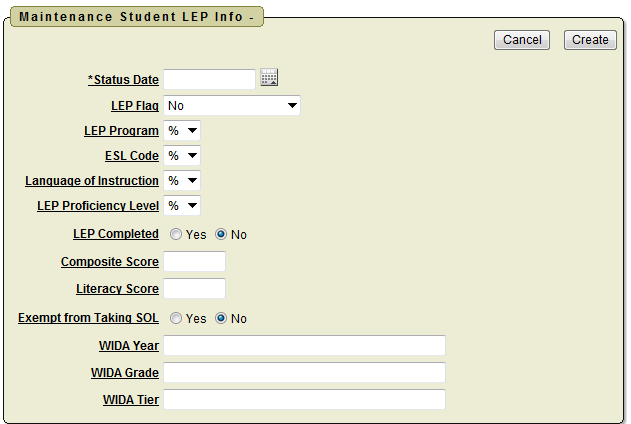 Maintenance Student LEP Info -
Cancel Create
*Status Date
LEP Flag No
LEP Program %
ESL Code %
Language of Instruction %
LEP Proficiency Level %
LEP Completed Yes No
Composite Score
Literacy Score
Exempt from Taking SOL Yes No
WIDA Year
WIDA Grade
WIDA Tier